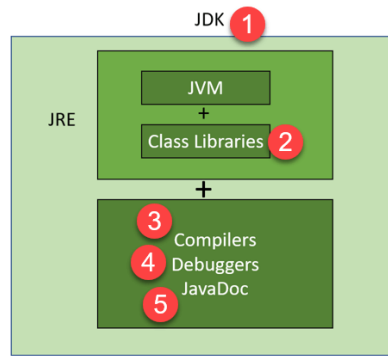 JDK 1
JRE
JVM
+
Class Libraries 2
+
3
Compilers
4 Debuggers
JavaDoc
5